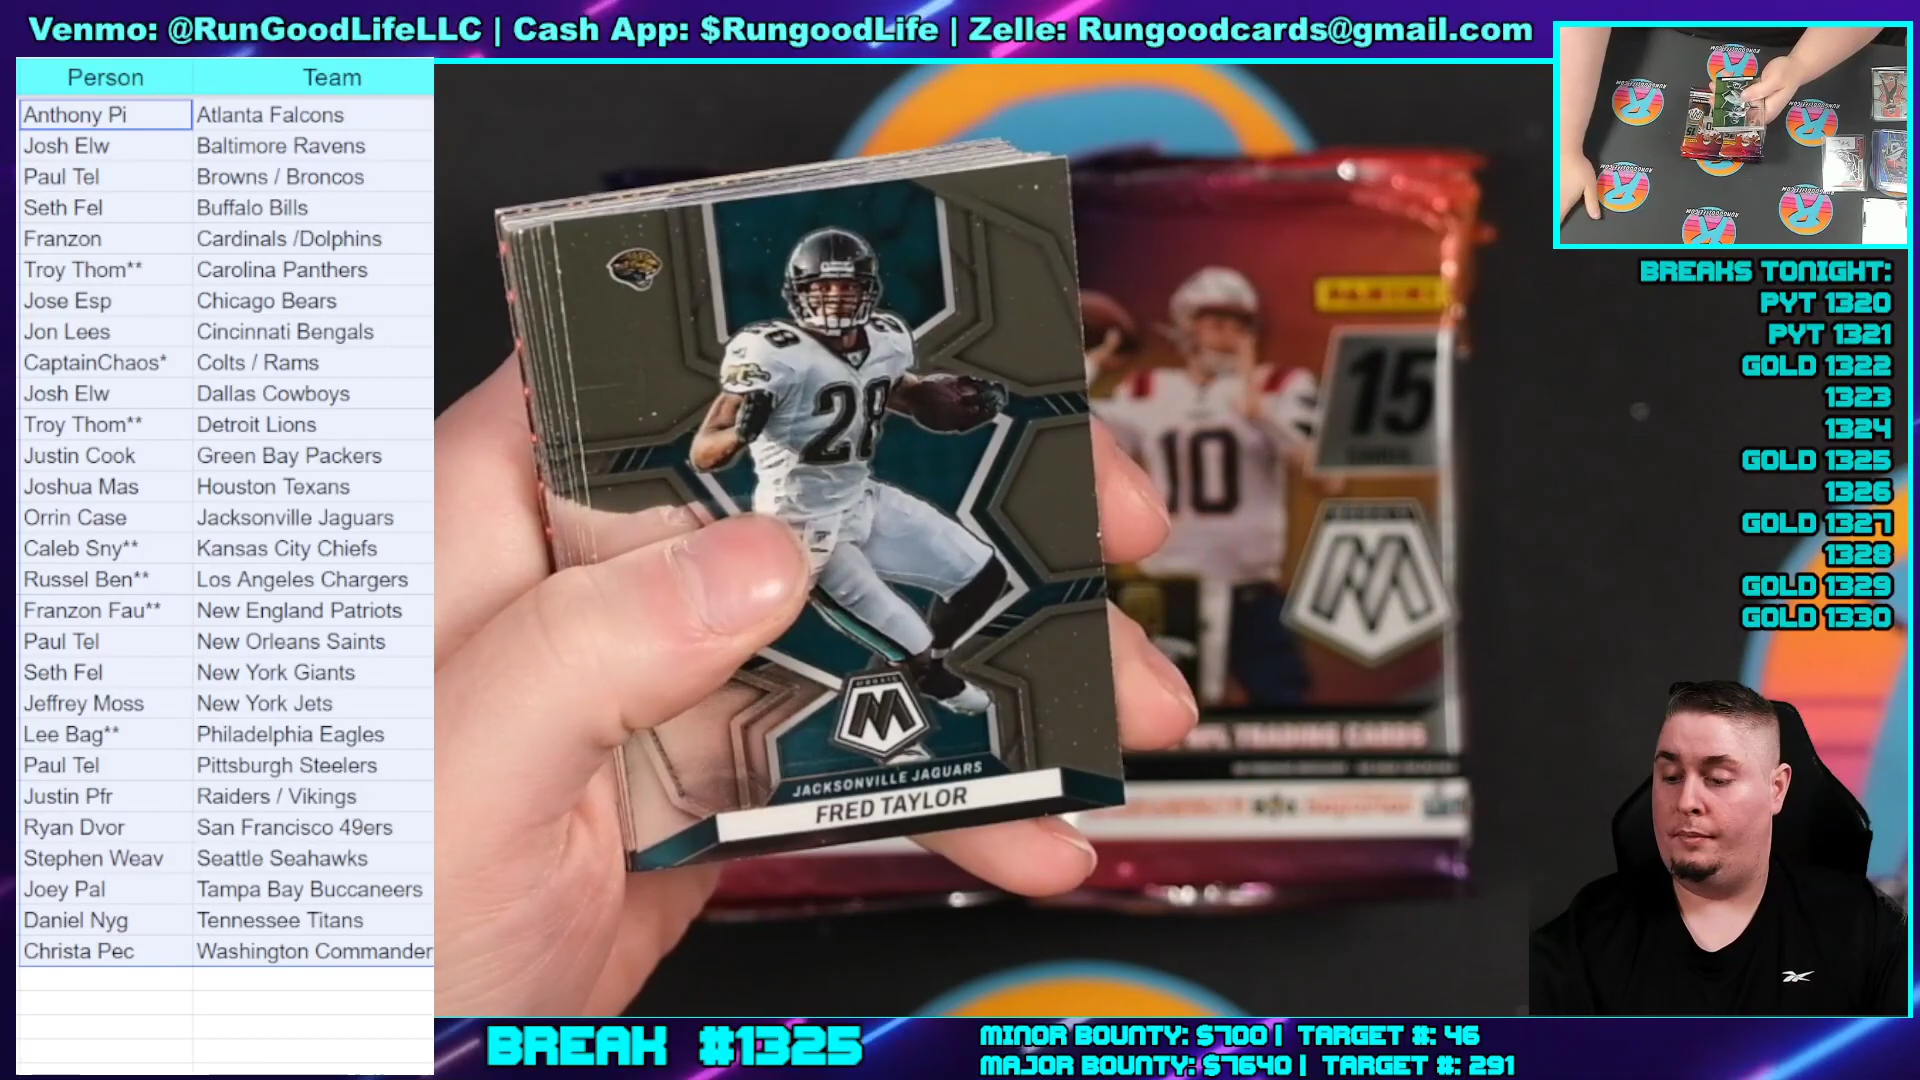 Venmo: @RunGoodLifeLLC | Cash App: $RungoodLife | Zelle: Rungoodcards@gmail.com
Person Team
Anthony Pi Atlanta Falcons
Josh Elw Baltimore Ravens
Paul Tel Browns / Broncos
Seth Fel Buffalo Bills
Franzon Cardinals /Dolphins
Troy Thom** Carolina Panthers
Jose Esp Chicago Bears
Jon Lees Cincinnati Bengals
CaptainChaos* Colts / Rams
Josh Elw Dallas Cowboys
Troy Thom** Detroit Lions
Justin Cook Green Bay Packers
Joshua Mas Houston Texans
Orrin Case Jacksonville Jaguars
Caleb Sny** Kansas City Chiefs
Russel Ben** Los Angeles Chargers
Franzon Fau** New England Patriots
Paul Tel New Orleans Saints
Seth Fel New York Giants
Jeffrey Moss New York Jets
Lee Bag** Philadelphia Eagles
Paul Tel Pittsburgh Steelers
Justin Pfr Raiders / Vikings
Ryan Dvor San Francisco 49ers
Stephen Weav Seattle Seahawks
Joey Pal Tampa Bay Buccaneers
Daniel Nyg Tennessee Titans
Christa Pec Washington Commander
28
MOSAIC
JACKSONVILLE JAGUARS
FRED TAYLOR
PANINI
15
CARDS
10
NFL TRADING CARDS
BREAKS TONIGHT:
PYT 1320
PYT 1321
GOLD 1322
1323
1324
GOLD 1325
1326
GOLD 1327
1328
GOLD 1329
GOLD 1330
BREAK #1325
MINOR BOUNTY: $700 | TARGET #: 46
MAJOR BOUNTY: $7640 | TARGET #: 291